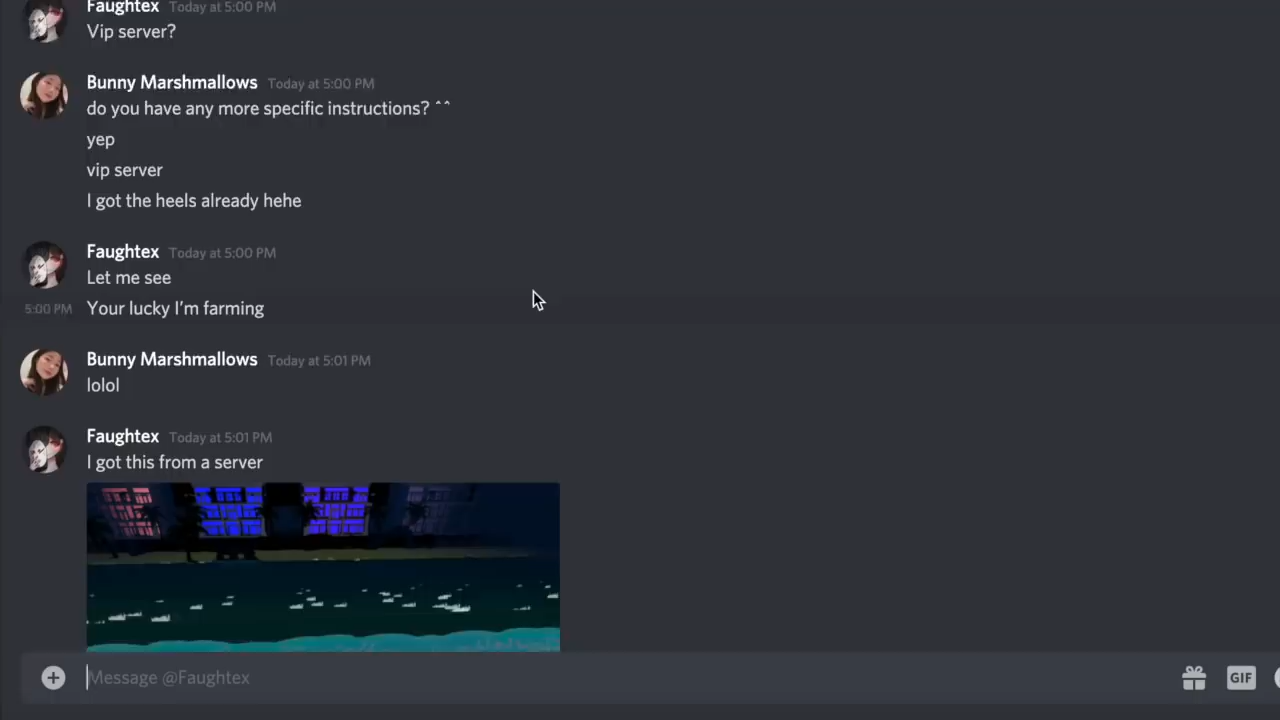 Faughtex Today at 5:00 PM
Vip server?
Bunny Marshmallows Today at 5:00 PM
do you have any more specific instructions? ^^
yep
vip server
I got the heels already hehe
Faughtex Today at 5:00 PM
Let me see
5:00 PM Your lucky I'm farming
Bunny Marshmallows Today at 5:01 PM
lolol
Faughtex Today at 5:01 PM
I got this from a server
Message @Faughtex
GIF